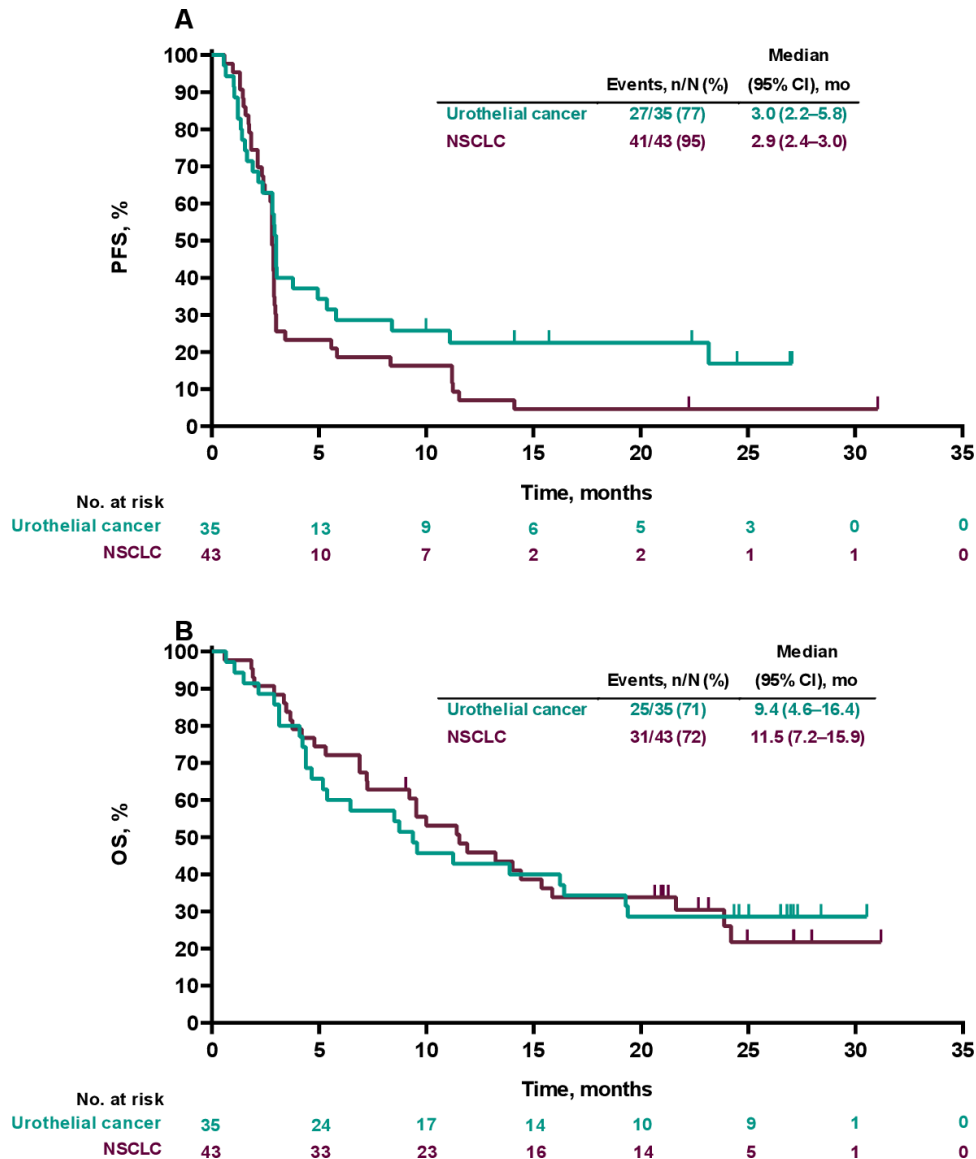 A
Median
Events, n/N (%) (95% CI), mo
Urothelial cancer 27/35 (77) 3.0 (2.2–5.8)
NSCLC 41/43 (95) 2.9 (2.4–3.0)
PFS, %
100
90
80
70
60
50
40
30
20
10
0
0 5 10 15 20 25 30 35
Time, months
No. at risk
Urothelial cancer 35 13 9 6 5 3 0 0
NSCLC 43 10 7 2 2 1 1 0
B
Median
Events, n/N (%) (95% CI), mo
Urothelial cancer 25/35 (71) 9.4 (4.6–16.4)
NSCLC 31/43 (72) 11.5 (7.2–15.9)
OS, %
100
90
80
70
60
50
40
30
20
10
0
0 5 10 15 20 25 30 35
Time, months
No. at risk
Urothelial cancer 35 24 17 14 10 9 1 0
NSCLC 43 33 23 16 14 5 1 0